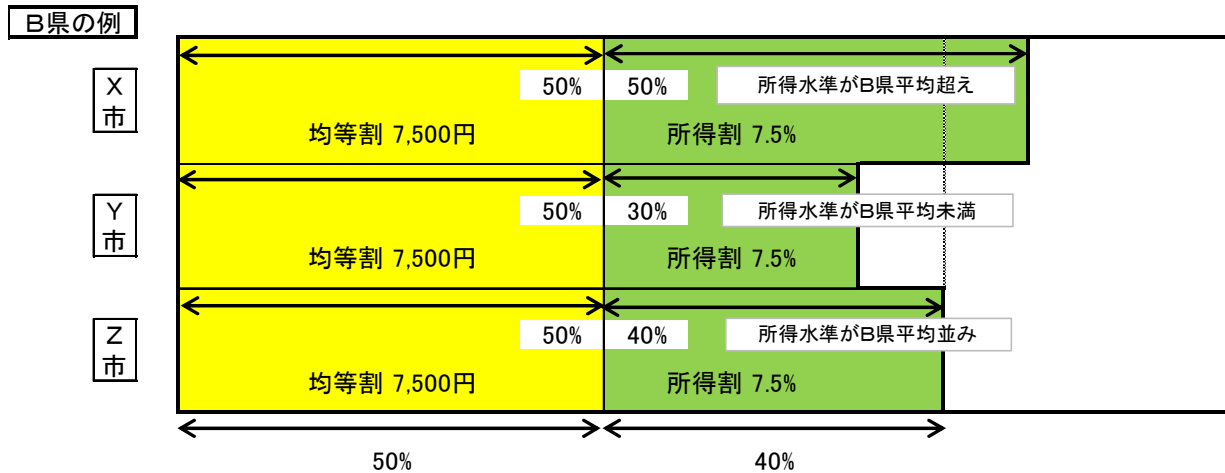 B県の例
X
市
50%
50%
所得水準がB県平均超え
均等割 7,500円
所得割 7.5%
Y
市
50%
30%
所得水準がB県平均未満
均等割 7,500円
所得割 7.5%
Z
市
50%
40%
所得水準がB県平均並み
均等割 7,500円
所得割 7.5%
50%
40%